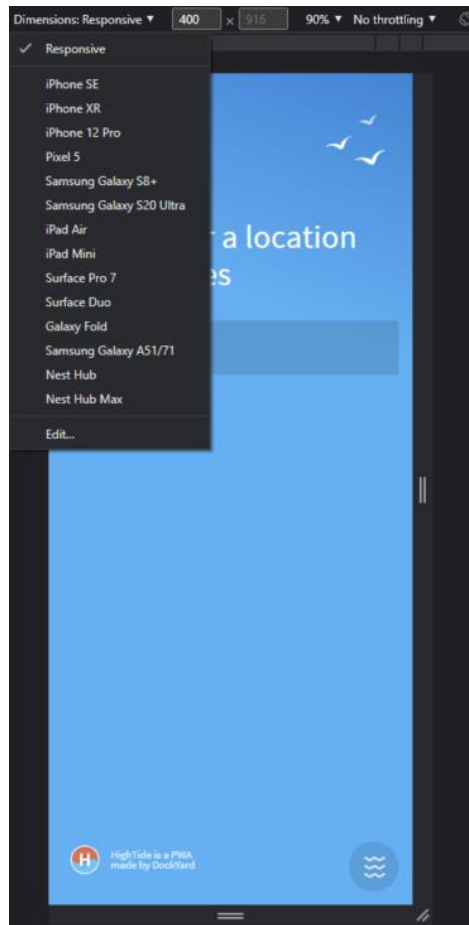 Dimensions: Responsive ▼ 400 × 916 90% ▼ No throttling ▼
✓ Responsive
iPhone SE
iPhone XR
iPhone 12 Pro
Pixel 5
Samsung Galaxy S8+
Samsung Galaxy S20 Ultra
iPad Air
iPad Mini
Surface Pro 7
Surface Duo
Galaxy Fold
Samsung Galaxy A51/71
Nest Hub
Nest Hub Max
Edit...
a location
H
HighTide is a PWA
made by DockYard